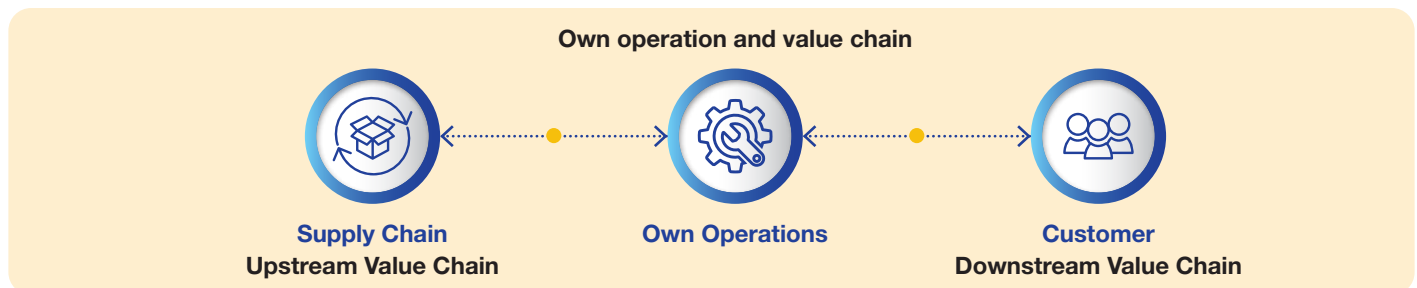 Own operation and value chain
Supply Chain
Upstream Value Chain
Own Operations
Customer
Downstream Value Chain